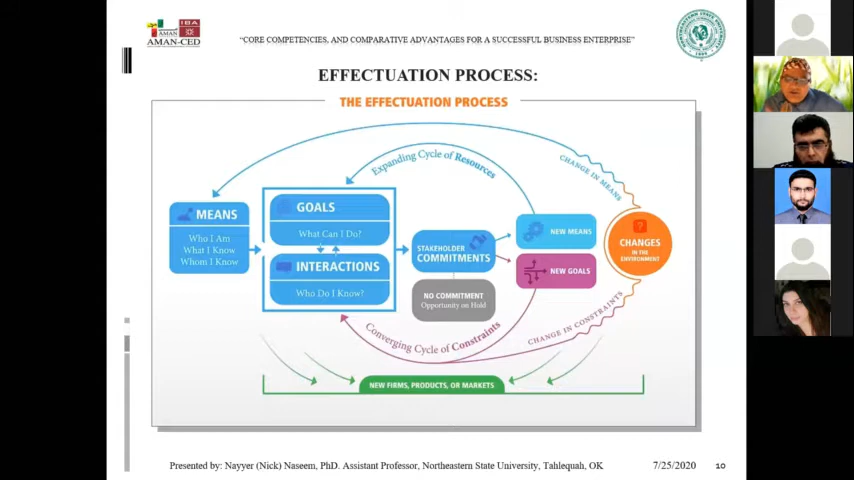 AMAN
IBA
AMAN-CED
“CORE COMPETENCIES, AND COMPARATIVE ADVANTAGES FOR A SUCCESSFUL BUSINESS ENTERPRISE”
EFFECTUATION PROCESS:
THE EFFECTUATION PROCESS
Expanding Cycle of Resources
CHANGE IN MEANS
MEANS
Who I Am
What I Know
Whom I Know
GOALS
What Can I Do?
INTERACTIONS
Who Do I Know?
STAKEHOLDER
COMMITMENTS
NO COMMITMENT
Opportunity on Hold
NEW MEANS
NEW GOALS
CHANGES
IN THE
ENVIRONMENT
Converging Cycle of Constraints
CHANGE IN CONSTRAINTS
NEW FIRMS, PRODUCTS, OR MARKETS
Presented by: Nayyer (Nick) Naseem, PhD. Assistant Professor, Northeastern State University, Tahlequah, OK
7/25/2020
10